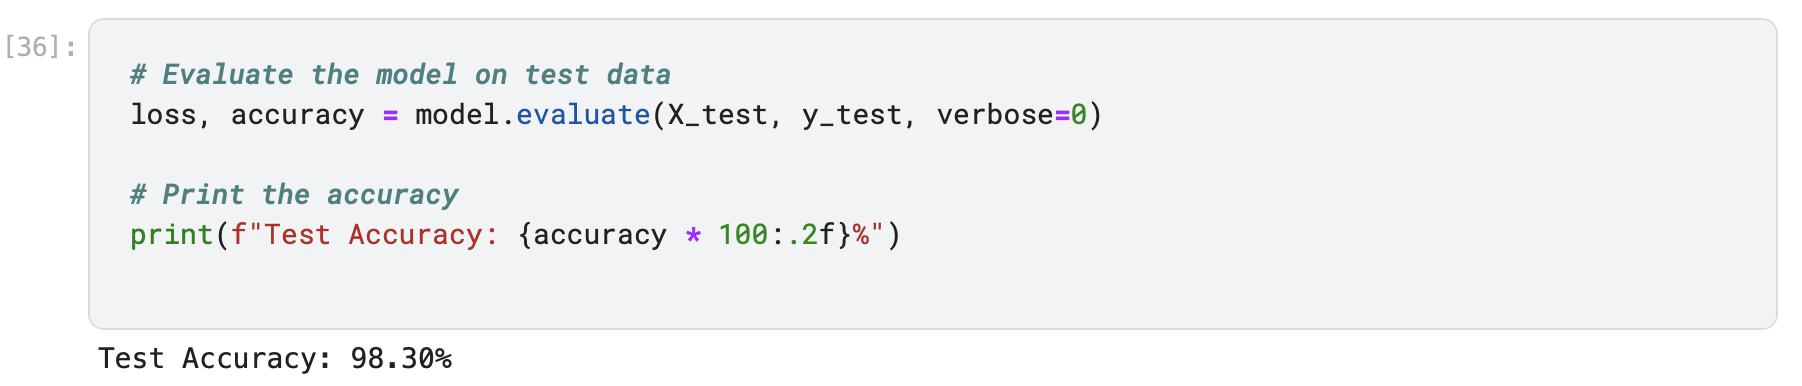 [36]:
# Evaluate the model on test data
loss, accuracy = model.evaluate(X_test, y_test, verbose=0)
# Print the accuracy
print(f"Test Accuracy: {accuracy * 100:.2f}%")
Test Accuracy: 98.30%